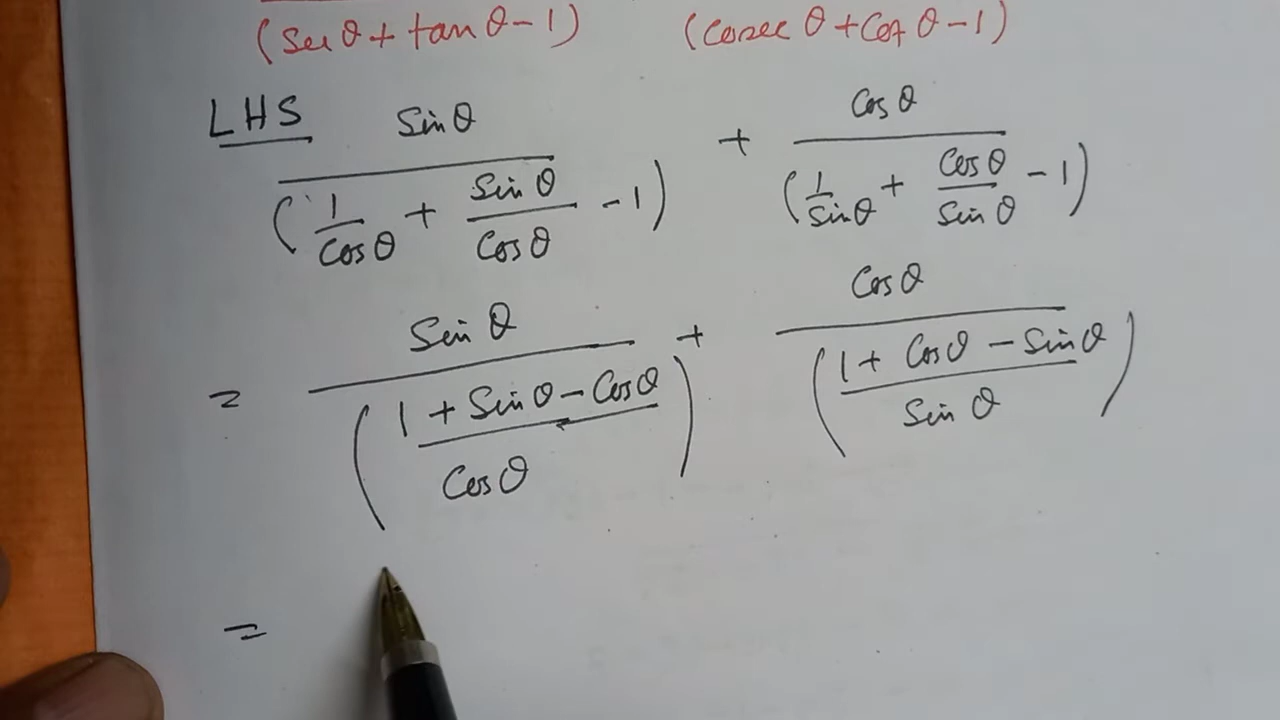 (Sec θ + tan θ - 1) (Cosec θ + Cot θ - 1)
LHS Sin θ + Cos θ
(1/Cos θ + Sin θ/Cos θ - 1) (1/Sin θ + Cos θ/Sin θ - 1)
= Sin θ + Cos θ
(1 + Sin θ - Cos θ/Cos θ) (1 + Cos θ - Sin θ/Sin θ)
=